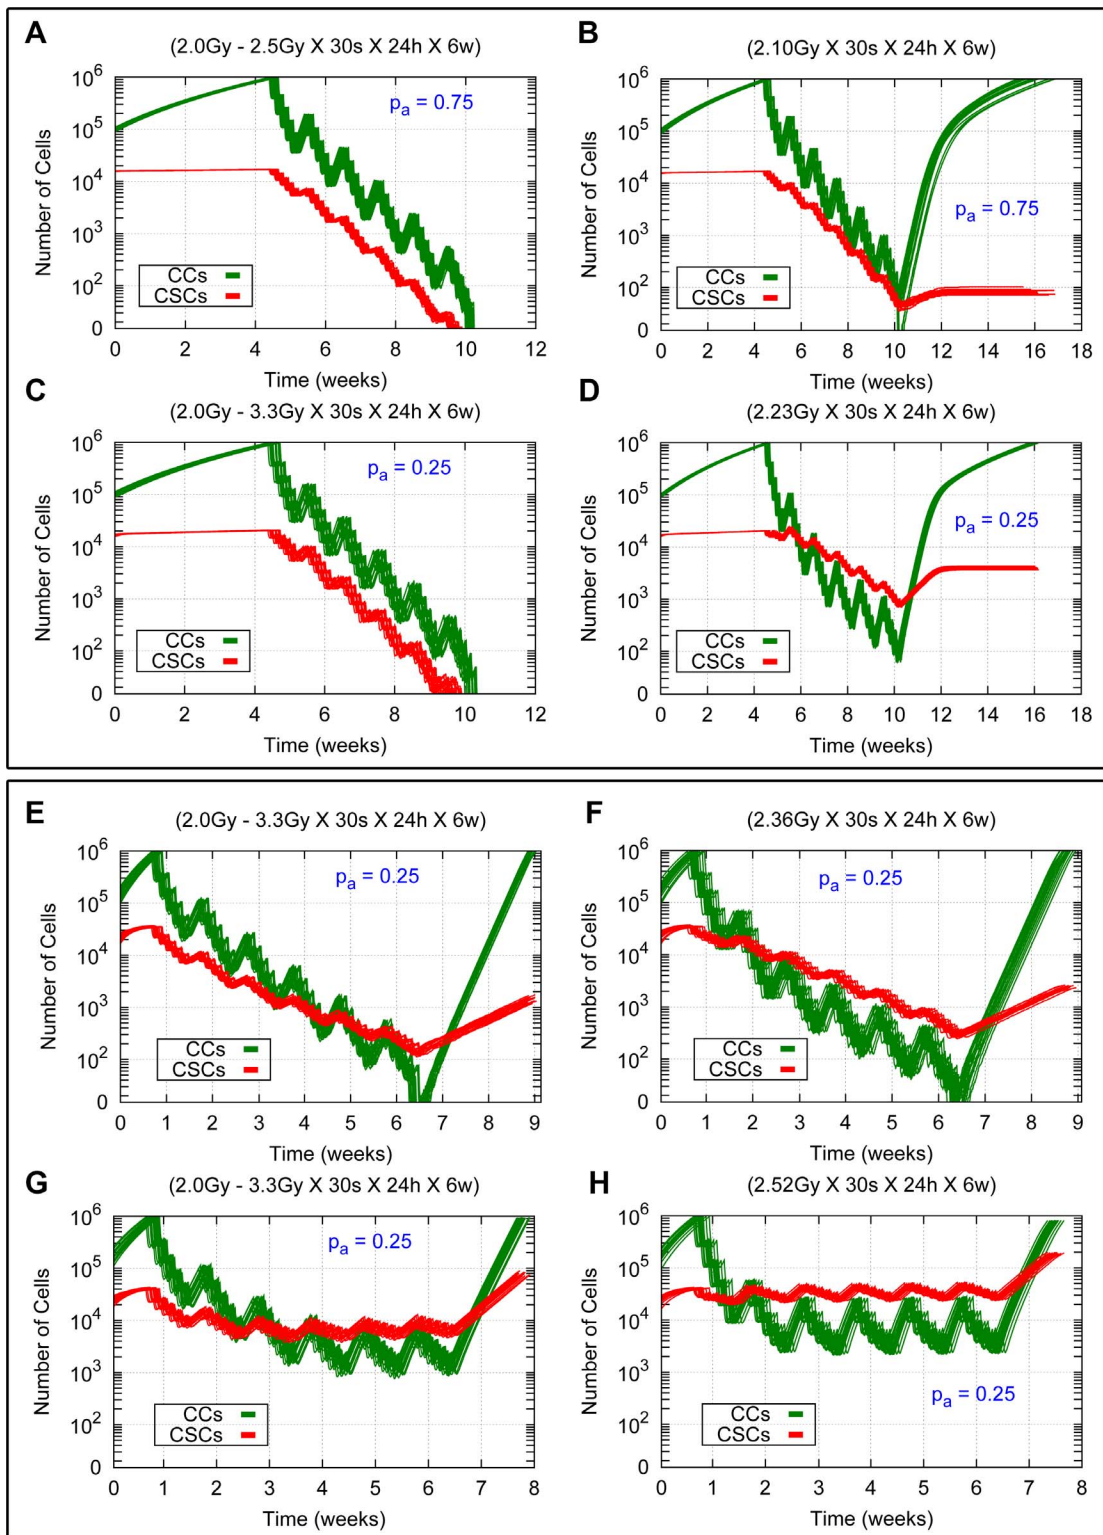 A
(2.0Gy - 2.5Gy X 30s X 24h X 6w)
Number of Cells
10^6
10^5
10^4
10^3
10^2
0
p_a = 0.75
CCs
CSCs
0 2 4 6 8 10 12
Time (weeks)
B
(2.10Gy X 30s X 24h X 6w)
Number of Cells
10^6
10^5
10^4
10^3
10^2
0
p_a = 0.75
CCs
CSCs
0 2 4 6 8 10 12 14 16 18
Time (weeks)
C
(2.0Gy - 3.3Gy X 30s X 24h X 6w)
Number of Cells
10^6
10^5
10^4
10^3
10^2
0
p_a = 0.25
CCs
CSCs
0 2 4 6 8 10 12
Time (weeks)
D
(2.23Gy X 30s X 24h X 6w)
Number of Cells
10^6
10^5
10^4
10^3
10^2
0
p_a = 0.25
CCs
CSCs
0 2 4 6 8 10 12 14 16 18
Time (weeks)
E
(2.0Gy - 3.3Gy X 30s X 24h X 6w)
Number of Cells
10^6
10^5
10^4
10^3
10^2
0
p_a = 0.25
CCs
CSCs
0 1 2 3 4 5 6 7 8 9
Time (weeks)
F
(2.36Gy X 30s X 24h X 6w)
Number of Cells
10^6
10^5
10^4
10^3
10^2
0
p_a = 0.25
CCs
CSCs
0 1 2 3 4 5 6 7 8 9
Time (weeks)
G
(2.0Gy - 3.3Gy X 30s X 24h X 6w)
Number of Cells
10^6
10^5
10^4
10^3
10^2
0
p_a = 0.25
CCs
CSCs
0 1 2 3 4 5 6 7 8
Time (weeks)
H
(2.52Gy X 30s X 24h X 6w)
Number of Cells
10^6
10^5
10^4
10^3
10^2
0
p_a = 0.25
CCs
CSCs
0 1 2 3 4 5 6 7 8
Time (weeks)